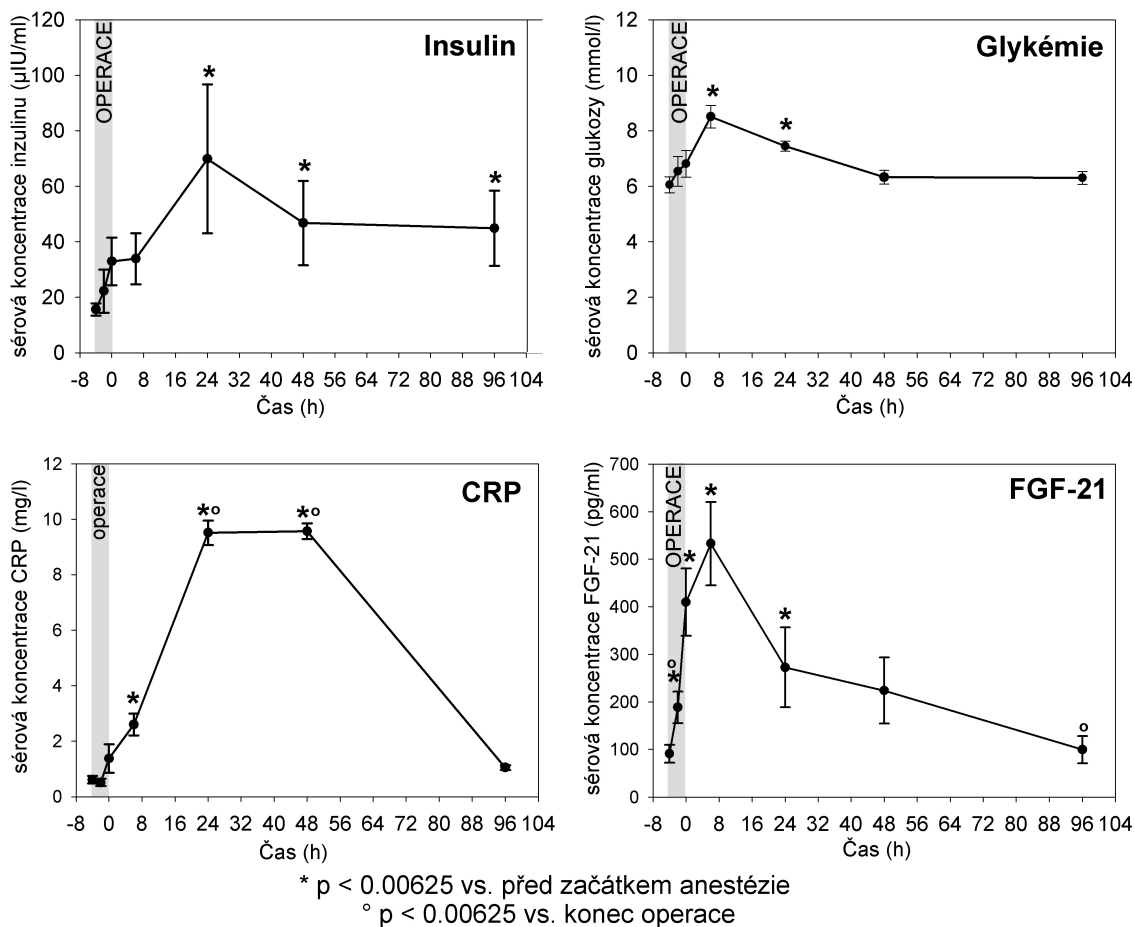 Insulin
OPERACE
sérová koncentrace inzulinu (µIU/ml)
120
100
80
60
40
20
0
* * *
-8 0 8 16 24 32 40 48 56 64 72 80 88 96 104
Čas (h)
Glykémie
OPERACE
sérová koncentrace glukozy (mmol/l)
12
10
8
6
4
2
0
* *
-8 0 8 16 24 32 40 48 56 64 72 80 88 96 104
Čas (h)
CRP
operace
sérová koncentrace CRP (mg/l)
12
10
8
6
4
2
0
* *° *°
-8 0 8 16 24 32 40 48 56 64 72 80 88 96 104
Čas (h)
FGF-21
OPERACE
sérová koncentrace FGF-21 (pg/ml)
700
600
500
400
300
200
100
0
°* * * * °
-8 0 8 16 24 32 40 48 56 64 72 80 88 96 104
Čas (h)
* p < 0.00625 vs. před začátkem anestézie
° p < 0.00625 vs. konec operace